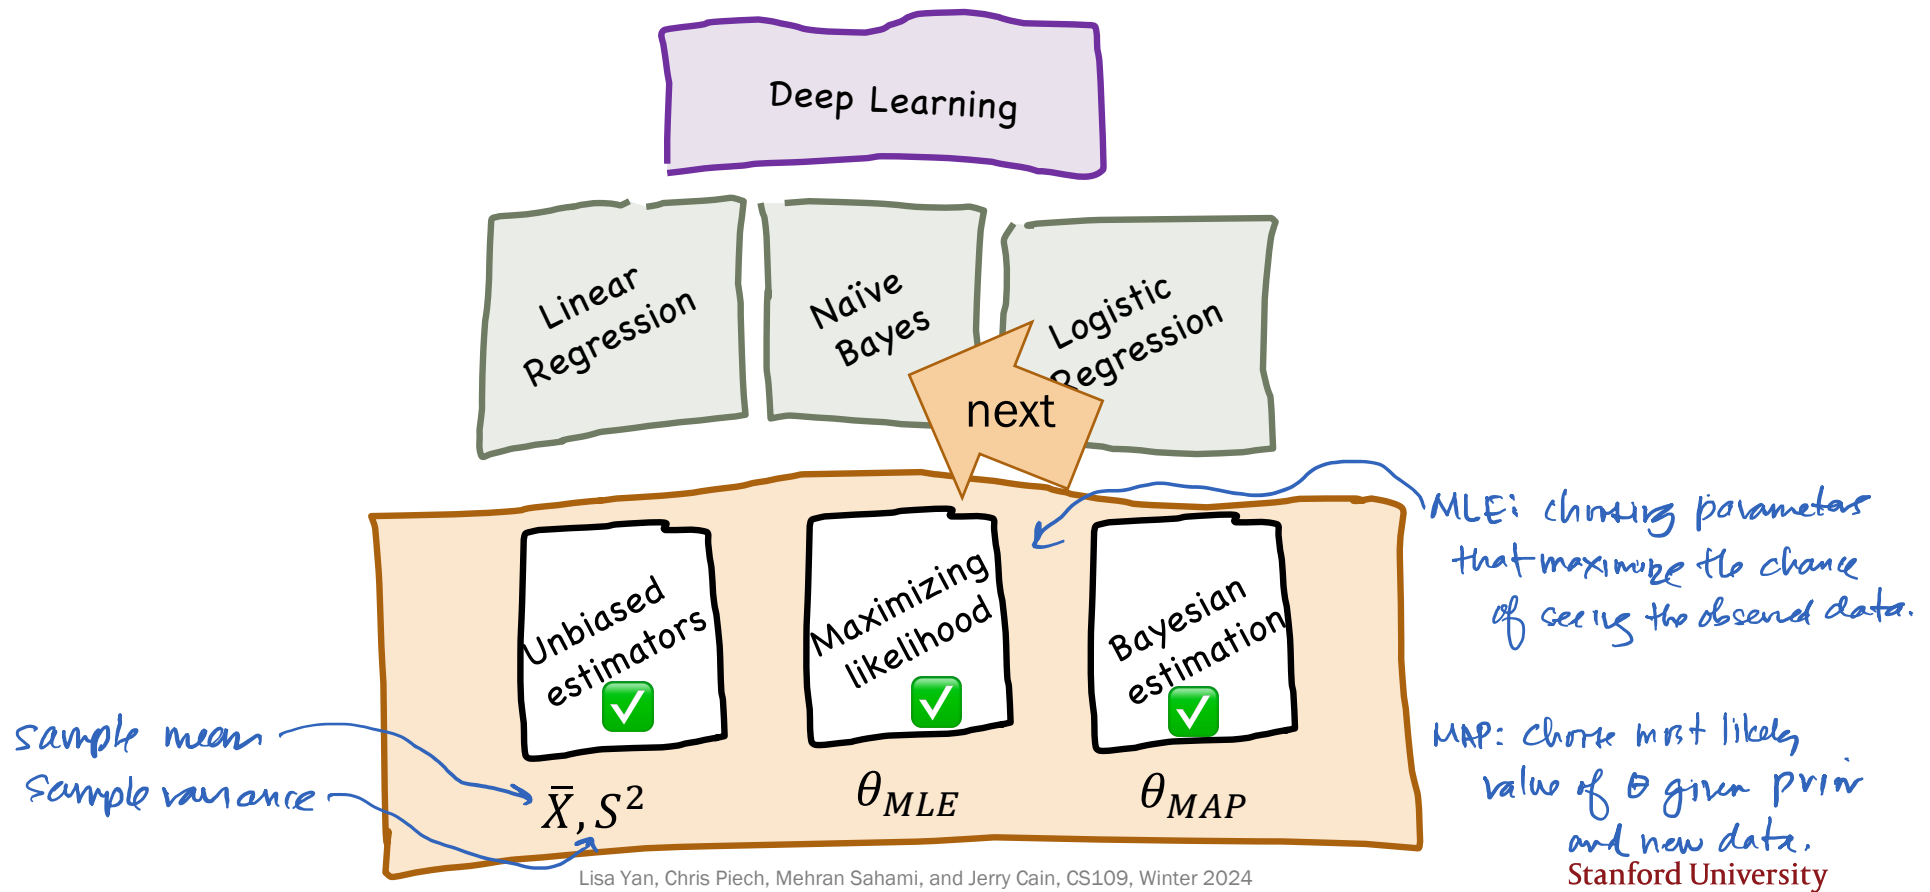 Deep Learning
Linear
Regression
Naïve
Bayes
Logistic
Regression
next
Unbiased
estimators
Maximizing
likelihood
Bayesian
estimation
MLE: choosing parameters
that maximize the chance
of seeing the observed data.
sample mean
sample variance
X̄, S²
θ_MLE
θ_MAP
MAP: choose most likely
value of θ given prior
and new data.
Lisa Yan, Chris Piech, Mehran Sahami, and Jerry Cain, CS109, Winter 2024
Stanford University